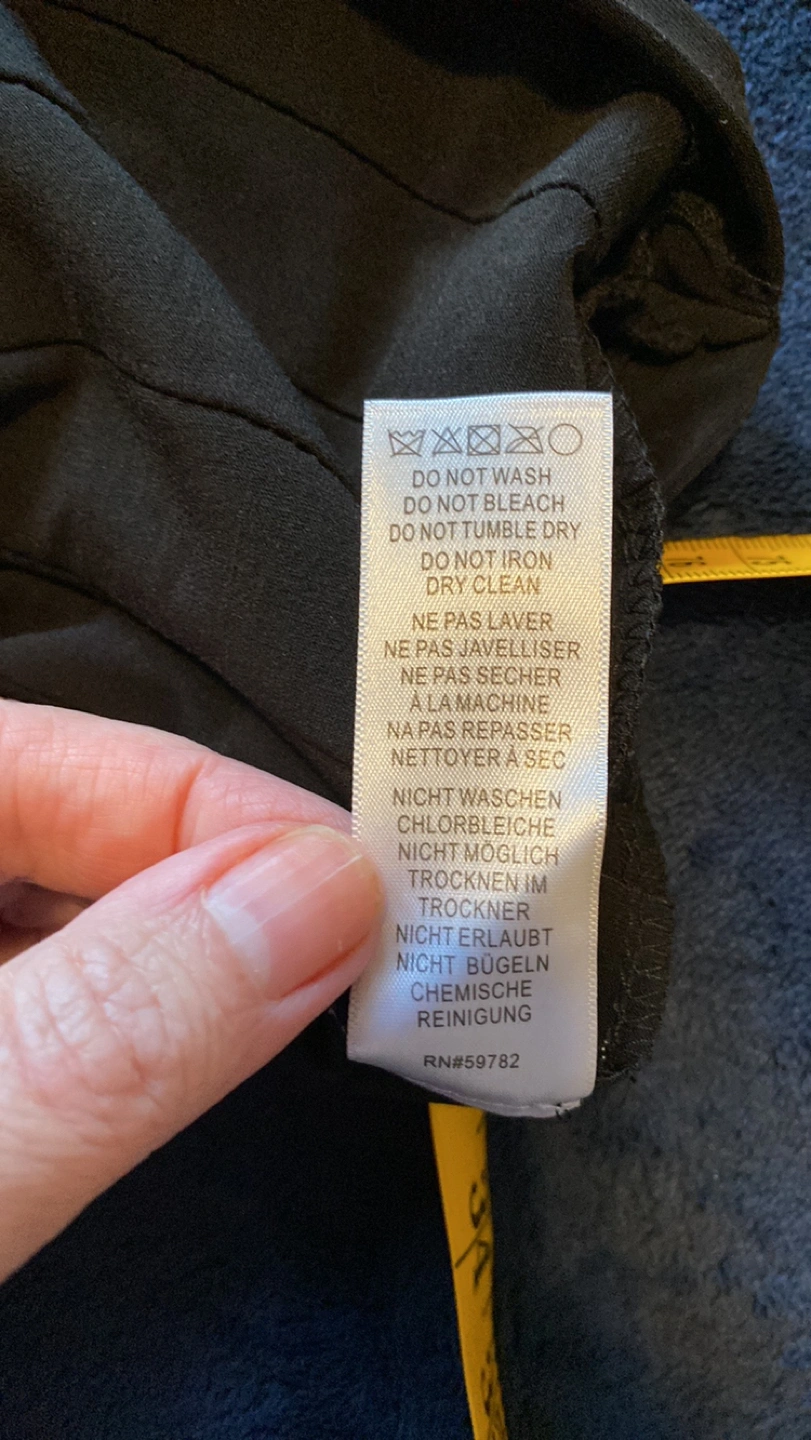 DO NOT WASH
DO NOT BLEACH
DO NOT TUMBLE DRY
DO NOT IRON
DRY CLEAN
NE PAS LAVER
NE PAS JAVELLISER
NE PAS SECHER
À LA MACHINE
NA PAS REPASSER
NETTOYER À SEC
NICHT WASCHEN
CHLORBLEICHE
NICHT MÖGLICH
TROCKNEN IM
TROCKNER
NICHT ERLAUBT
NICHT BÜGELN
CHEMISCHE
REINIGUNG
RN#59782